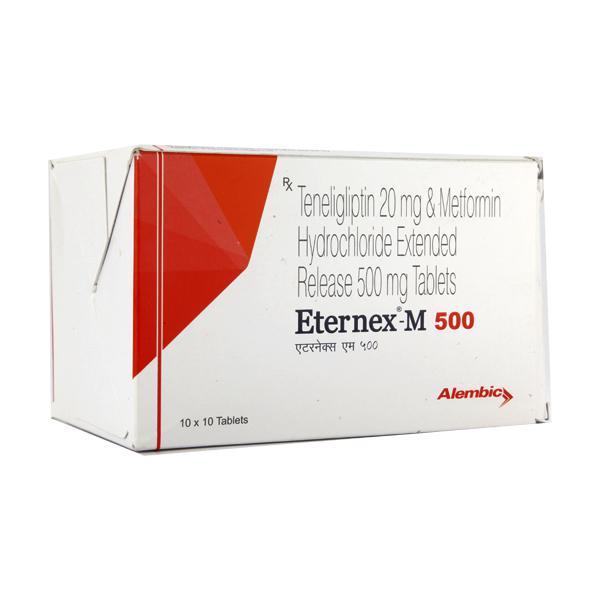 Rx Teneligliptin 20 mg & Metformin
Hydrochloride Extended
Release 500 mg Tablets
Eternex®-M 500
एटरनेक्स एम ५००
Alembic
10 x 10 Tablets